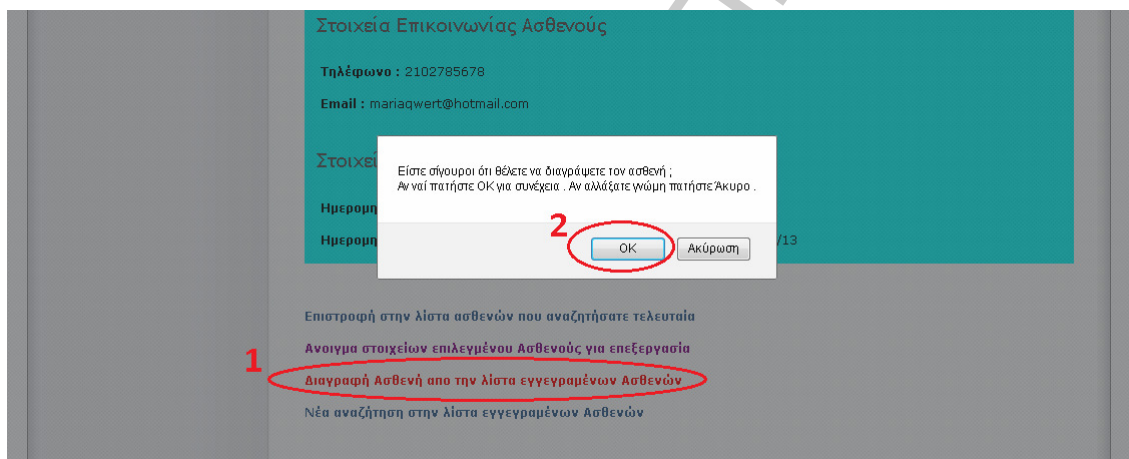 Στοιχεία Επικοινωνίας Ασθενούς
Τηλέφωνο : 2102785678
Email : mariaqwert@hotmail.com
Στοιχεί
Είστε σίγουροι ότι θέλετε να διαγράψετε τον ασθενή ;
Αν ναί πατήστε OK για συνέχεια . Αν αλλάξατε γνώμη πατήστε Άκυρο .
Ημερομη
2
Ημερομη
/13
OK
Ακύρωση
Επιστροφή στην λίστα ασθενών που αναζητήσατε τελευταία
1
Ανοιγμα στοιχείων επιλεγμένου Ασθενούς για επεξεργασία
Διαγραφή Ασθενή απο την λίστα εγγεγραμένων Ασθενών
Νέα αναζήτηση στην λίστα εγγεγραμένων Ασθενών